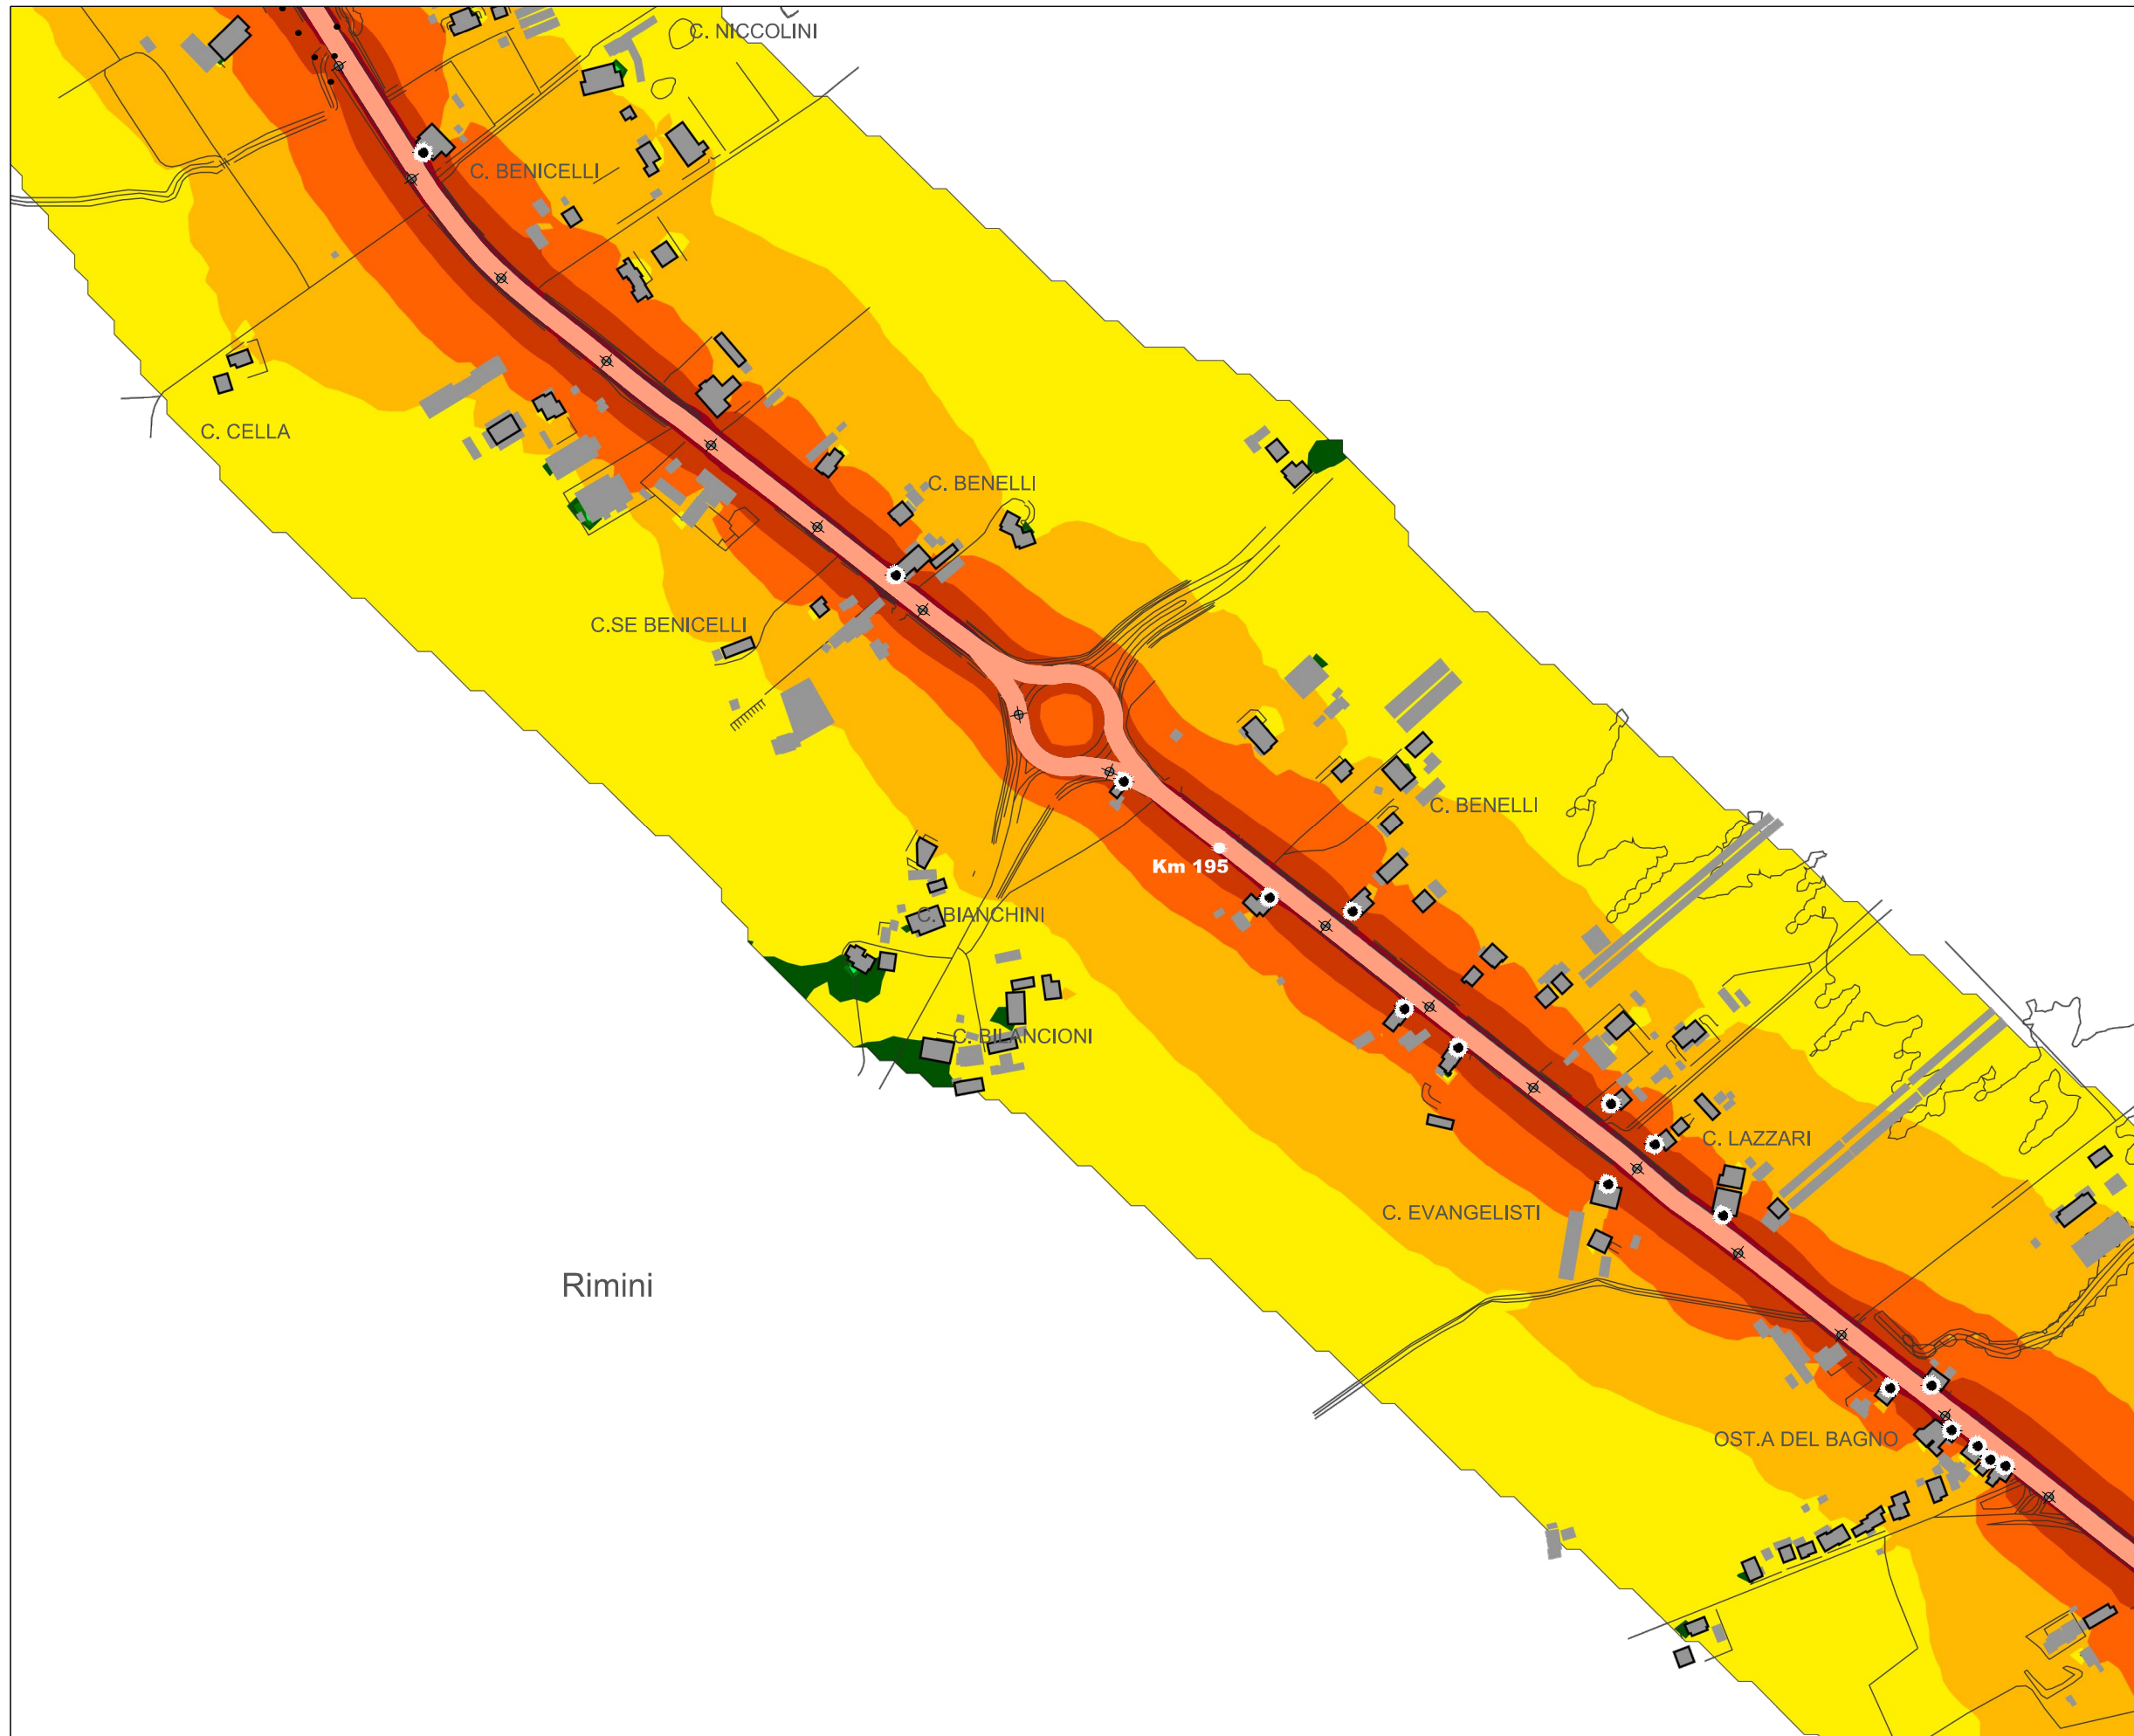 C. NICCOLINI
C. BENICELLI
C. CELLA
C. BENELLI
C.SE BENICELLI
C. BENELLI
Km 195
C. BIANCHINI
C. BILANCIONI
C. LAZZARI
C. EVANGELISTI
Rimini
OST.A DEL BAGNO